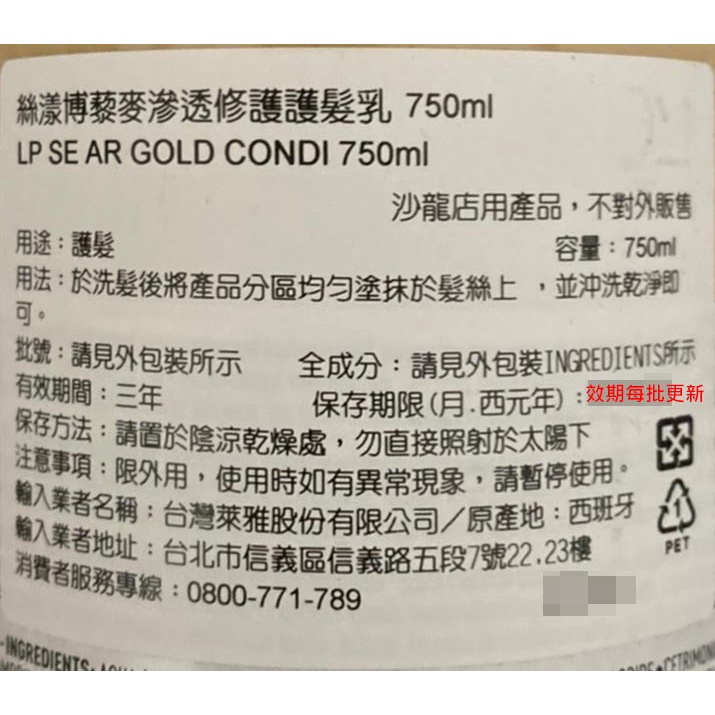 絲漾博藜麥滲透修護護髮乳 750ml
LP SE AR GOLD CONDI 750ml
沙龍店用產品，不對外販售
用途：護髮 容量：750ml
用法：於洗髮後將產品分區均勻塗抹於髮絲上 ，並沖洗乾淨即
可。
批號：請見外包裝所示 全成分：請見外包裝INGREDIENTS所示
有效期間：三年 保存期限(月.西元年)：效期每批更新
保存方法：請置於陰涼乾燥處，勿直接照射於太陽下
注意事項：限外用，使用時如有異常現象，請暫停使用。
輸入業者名稱：台灣萊雅股份有限公司／原產地：西班牙
輸入業者地址：台北市信義區信義路五段7號22.23樓
消費者服務專線：0800-771-789
1
PET
INGREDIENTS